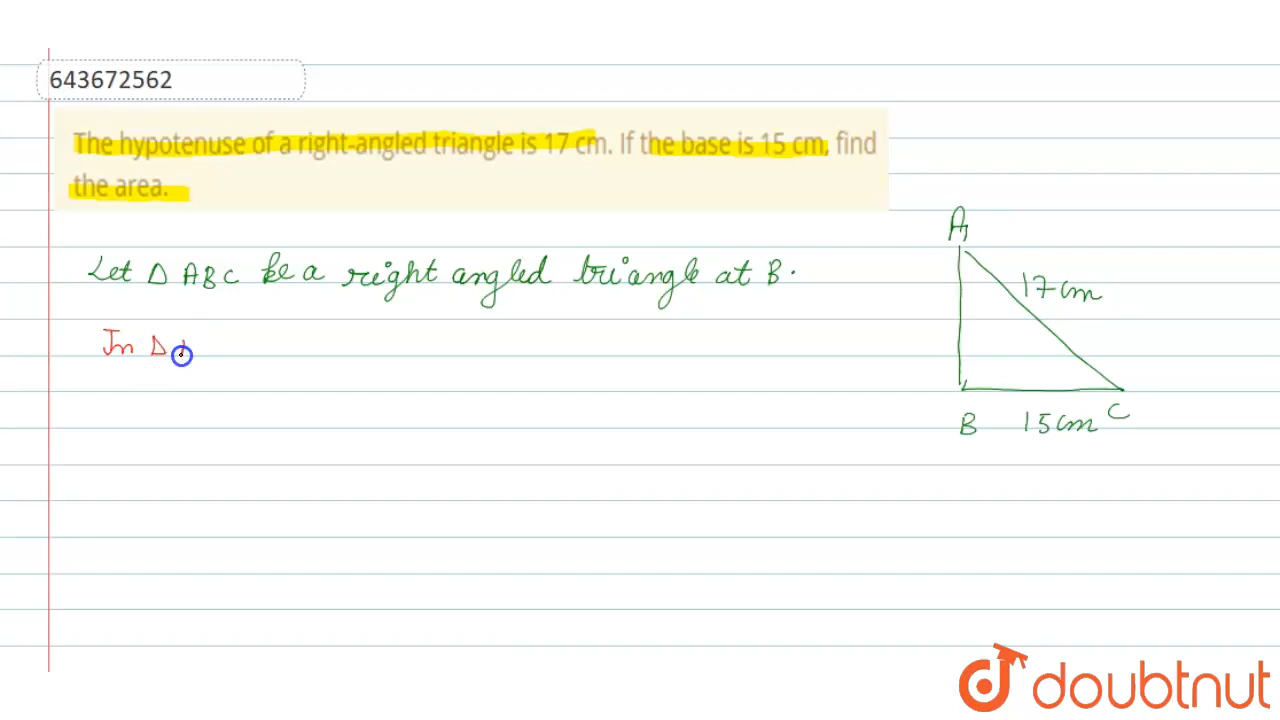 643672562
The hypotenuse of a right-angled triangle is 17 cm. If the base is 15 cm, find
the area.
A
Let Δ ABC be a right angled triangle at B.
17 cm
In Δ
B 15 cm C
doubtnut